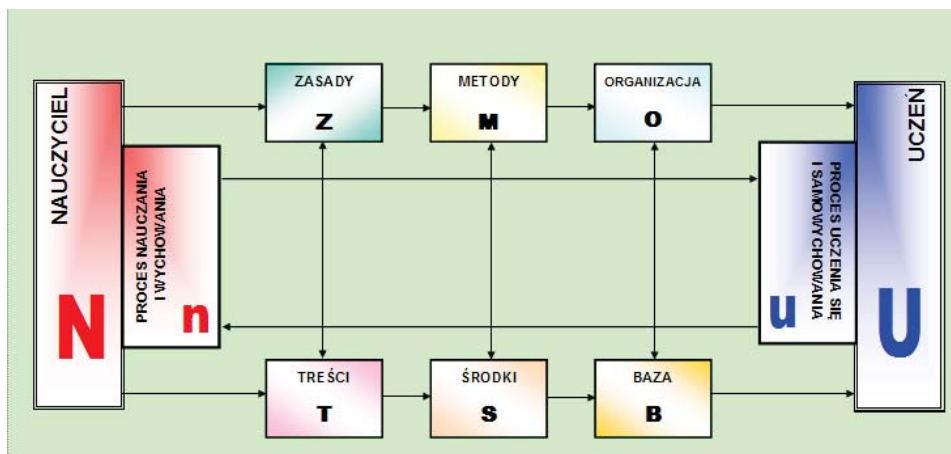 NAUCZYCIEL
N
PROCES NAUCZANIA
I WYCHOWANIA
n
ZASADY
Z
METODY
M
ORGANIZACJA
O
TREŚCI
T
ŚRODKI
S
BAZA
B
PROCES UCZENIA SIĘ
I SAMOWYCHOWANIA
u
UCZEŃ
U